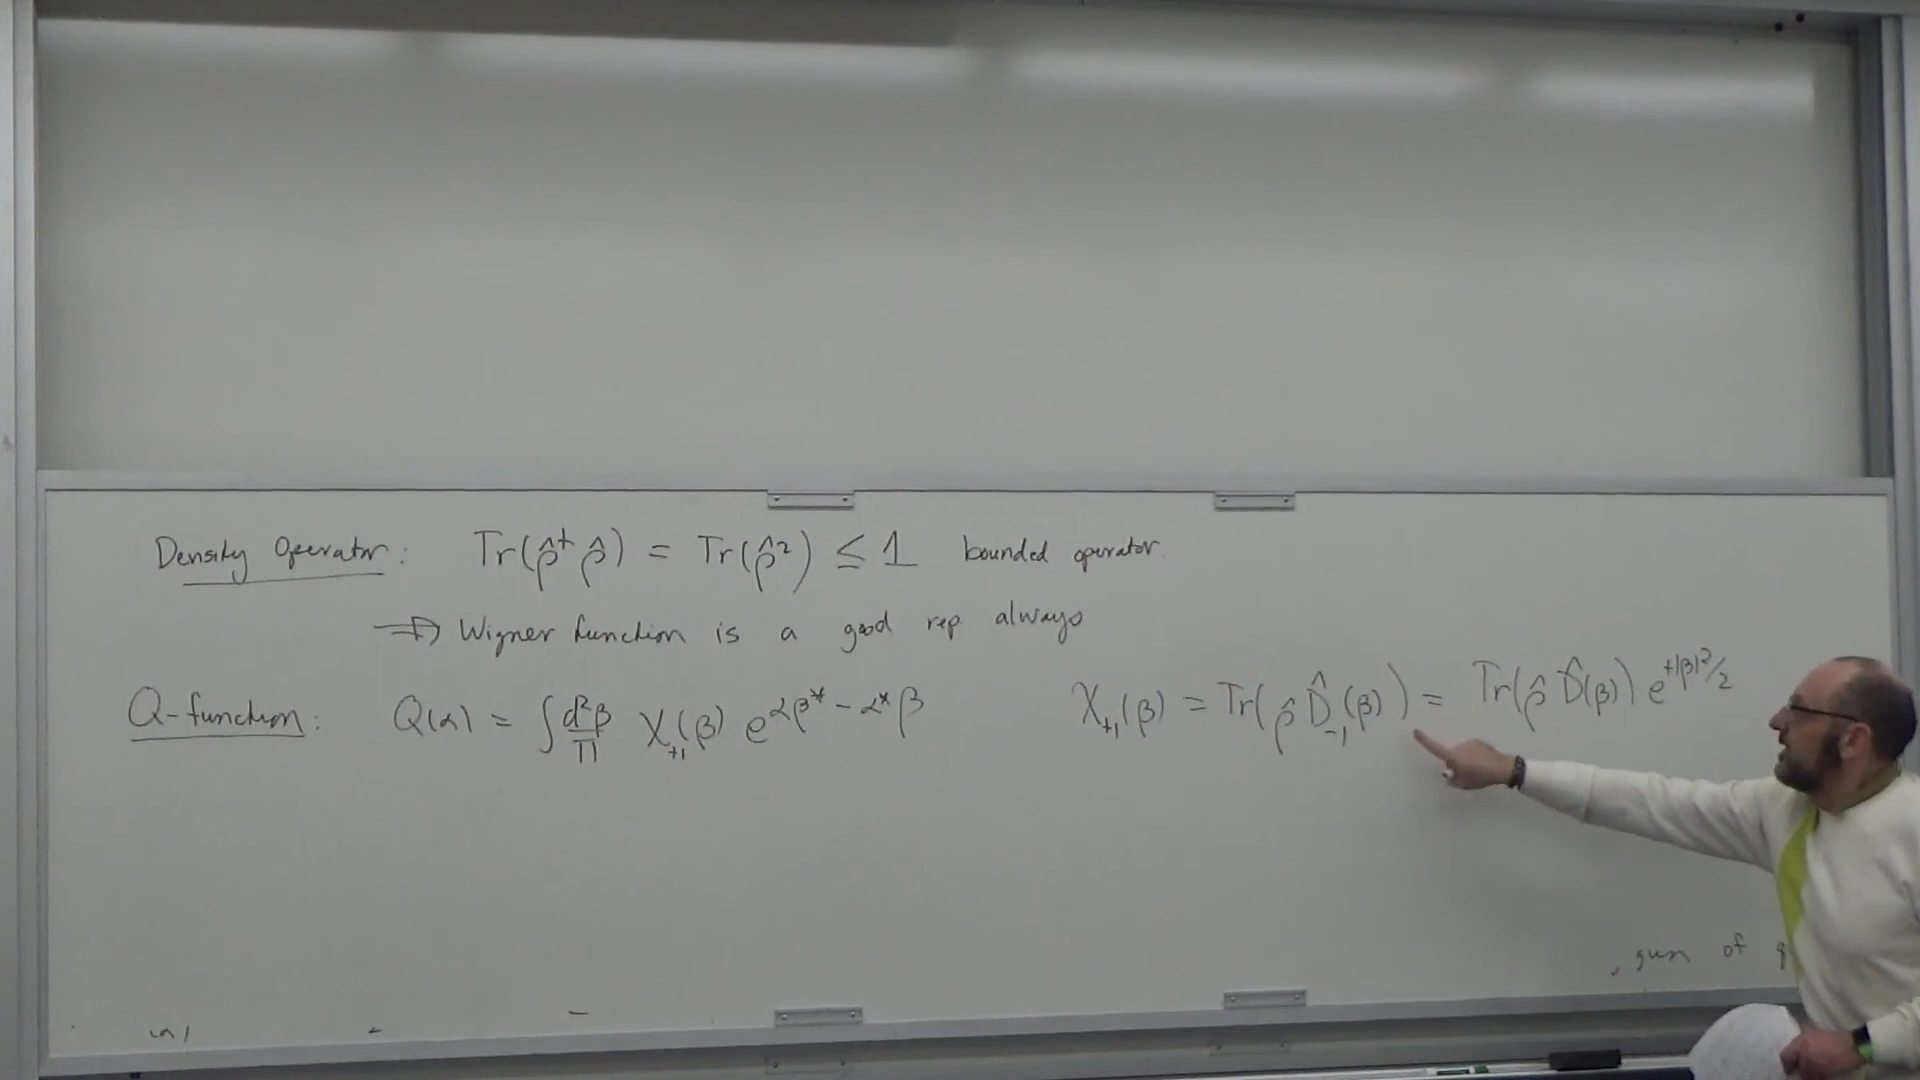 Density Operator: Tr(ρ̂† ρ̂) = Tr(ρ̂²) ≤ 1 bounded operator.
⇒ Wigner function is a good rep always
Q-function: Q(α) = ∫ d²β/π χ₊₁(β) e^{αβ* - α*β} χ₊₁(β) = Tr(ρ̂ D̂₋₁(β)) = Tr(ρ̂ D̂(β)) e^{+|β|²/2}
of